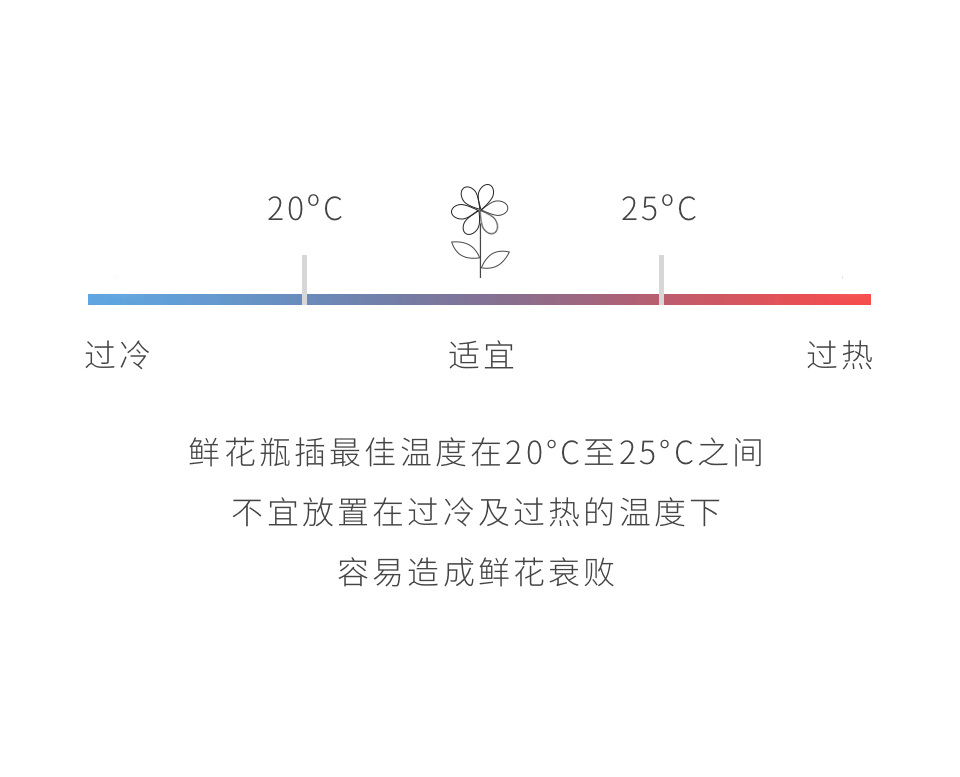 20ºC 25ºC
过冷 适宜 过热
鲜花瓶插最佳温度在20°C至25°C之间
不宜放置在过冷及过热的温度下
容易造成鲜花衰败